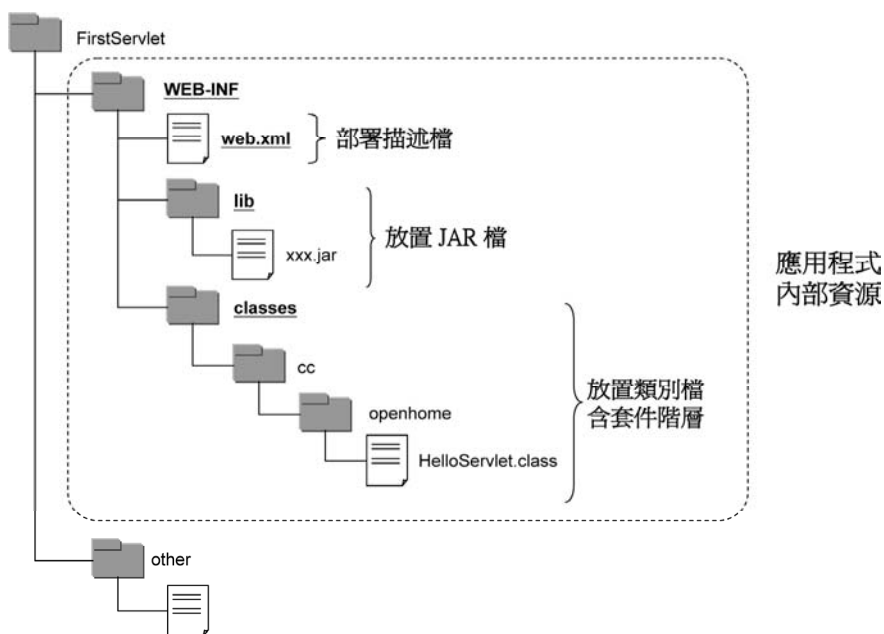 FirstServlet
WEB-INF
web.xml
部署描述檔
lib
xxx.jar
放置 JAR 檔
應用程式
內部資源
classes
cc
openhome
放置類別檔
含套件階層
HelloServlet.class
other